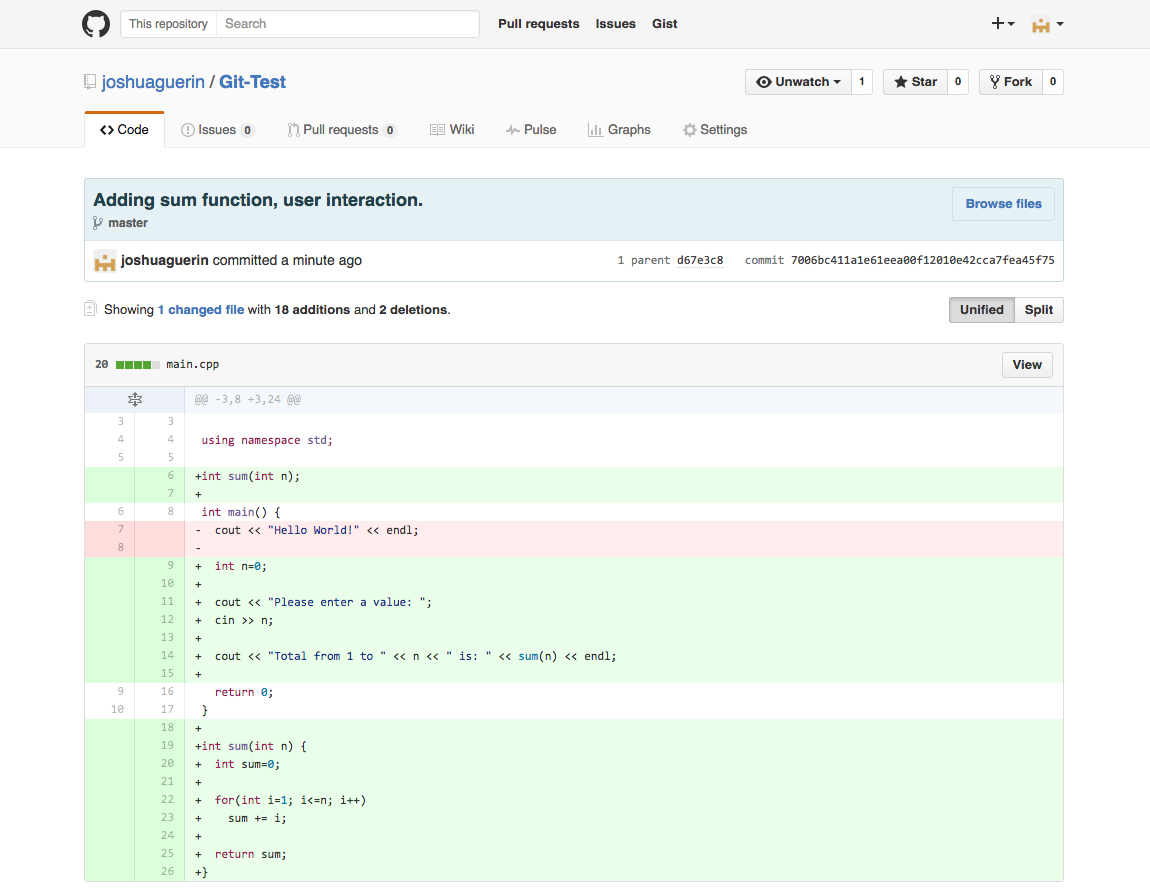 This repository Search Pull requests Issues Gist
joshuaguerin / Git-Test Unwatch 1 Star 0 Fork 0
Code Issues 0 Pull requests 0 Wiki Pulse Graphs Settings
Adding sum function, user interaction. Browse files
master
joshuaguerin committed a minute ago 1 parent d67e3c8 commit 7006bc411a1e61eea00f12010e42cca7fea45f75
Showing 1 changed file with 18 additions and 2 deletions. Unified Split
20 main.cpp View
@@ -3,8 +3,24 @@
3 3
4 4 using namespace std;
5 5
6 +int sum(int n);
7 +
6 8 int main() {
7 - cout << "Hello World!" << endl;
8 -
9 + int n=0;
10 +
11 + cout << "Please enter a value: ";
12 + cin >> n;
13 +
14 + cout << "Total from 1 to " << n << " is: " << sum(n) << endl;
15 +
9 16 return 0;
10 17 }
18 +
19 +int sum(int n) {
20 + int sum=0;
21 +
22 + for(int i=1; i<=n; i++)
23 + sum += i;
24 +
25 + return sum;
26 +}